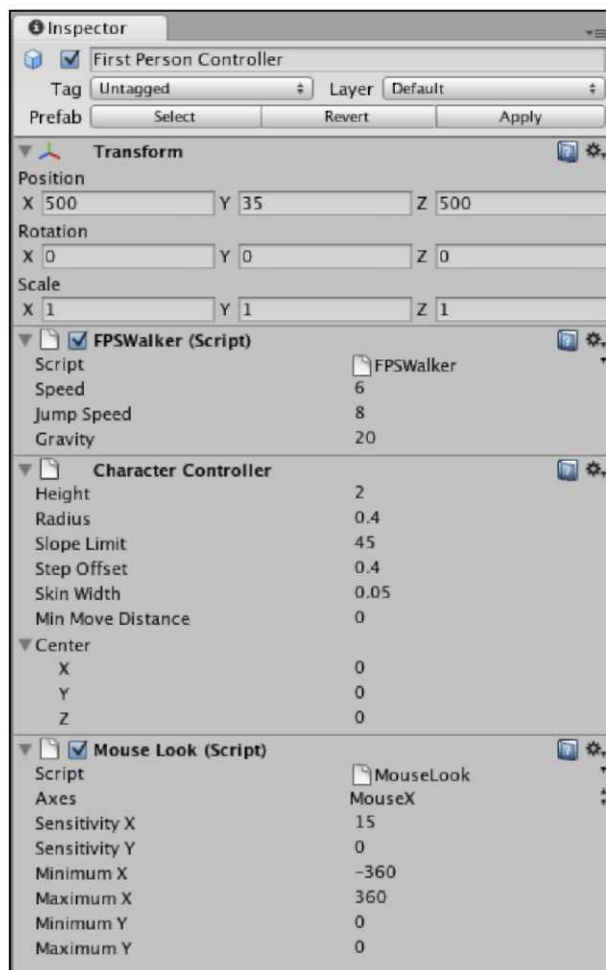 Inspector
First Person Controller
Tag Untagged Layer Default
Prefab Select Revert Apply
Transform
Position
X 500 Y 35 Z 500
Rotation
X 0 Y 0 Z 0
Scale
X 1 Y 1 Z 1
FPSWalker (Script)
Script FPSWalker
Speed 6
Jump Speed 8
Gravity 20
Character Controller
Height 2
Radius 0.4
Slope Limit 45
Step Offset 0.4
Skin Width 0.05
Min Move Distance 0
Center
X 0
Y 0
Z 0
Mouse Look (Script)
Script MouseLook
Axes MouseX
Sensitivity X 15
Sensitivity Y 0
Minimum X -360
Maximum X 360
Minimum Y 0
Maximum Y 0